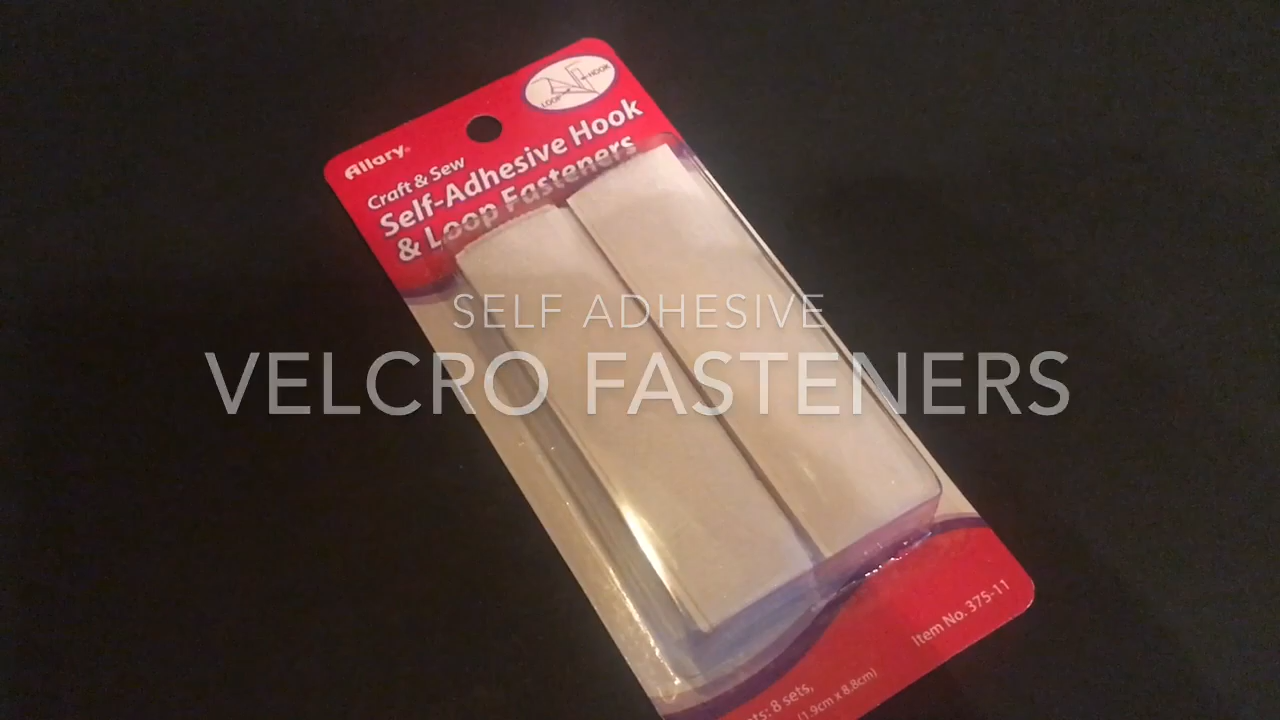 LOOP
HOOK
Allary®
Craft & Sew
Self-Adhesive Hook
& Loop Fasteners
SELF ADHESIVE
VELCRO FASTENERS
Item No. 375-11
8 sets,
(1.9cm x 8.8cm)